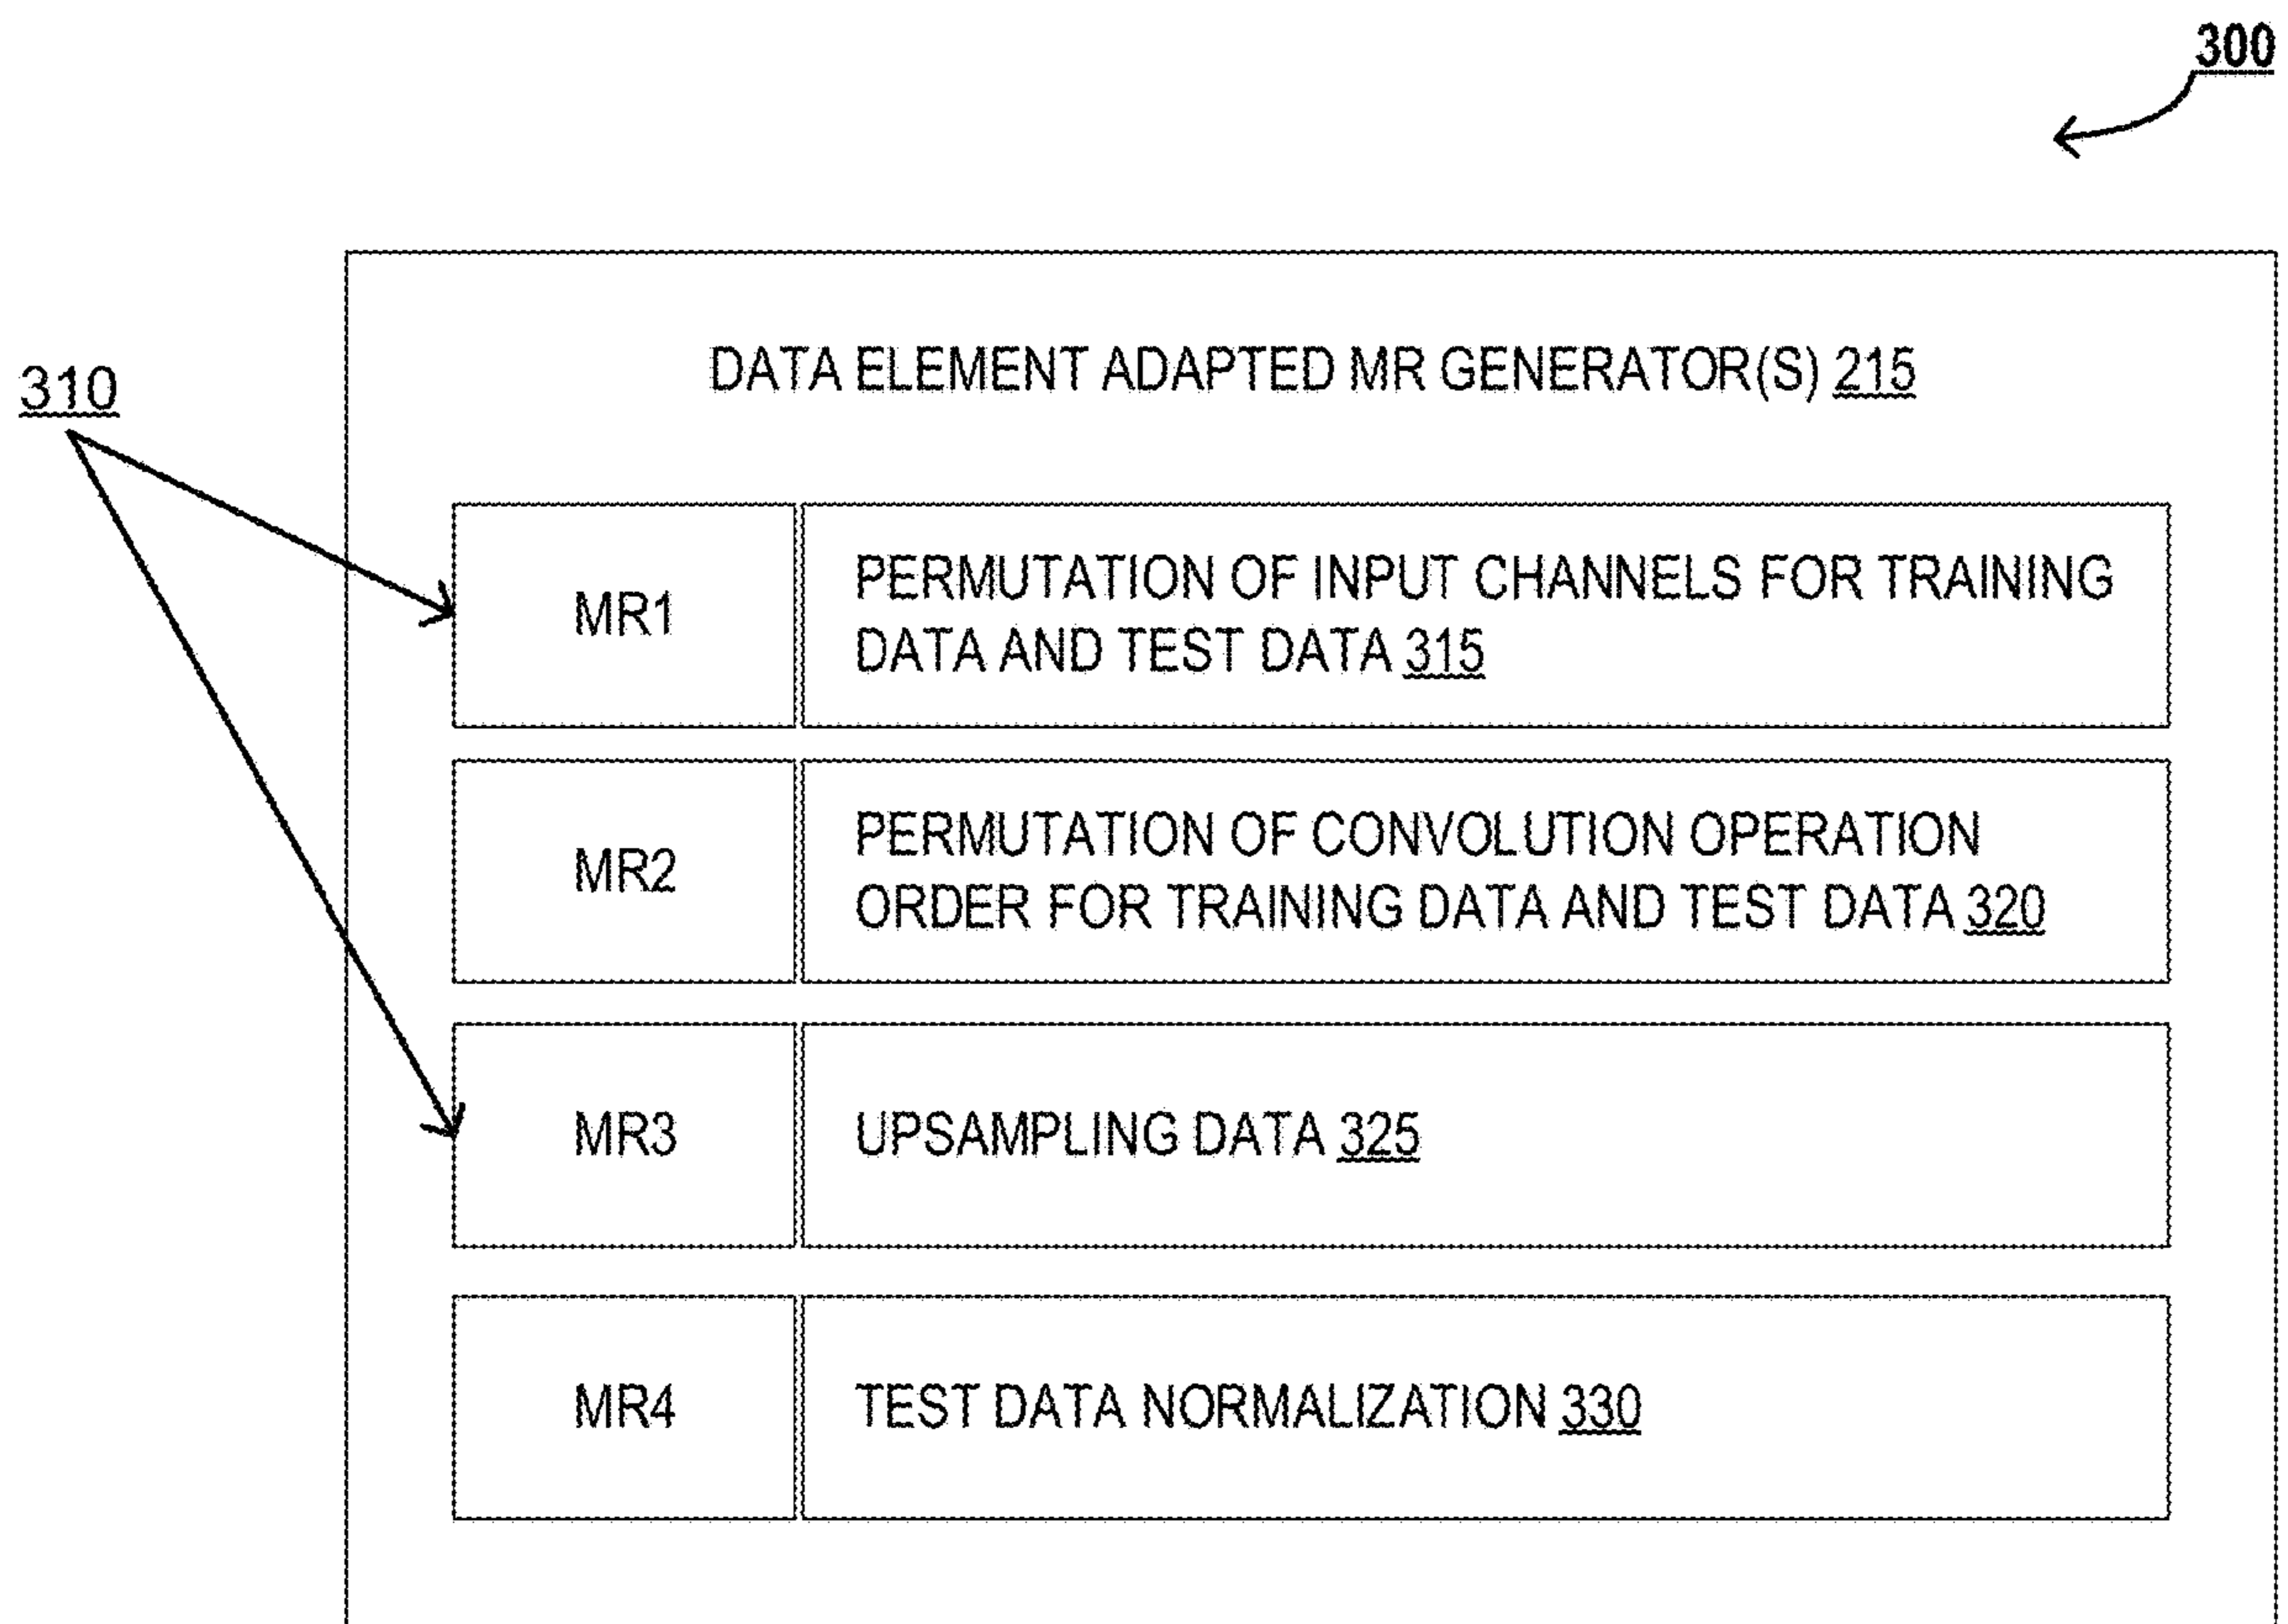 300
DATA ELEMENT ADAPTED MR GENERATOR(S) 215
310
MR1
PERMUTATION OF INPUT CHANNELS FOR TRAINING
DATA AND TEST DATA 315
MR2
PERMUTATION OF CONVOLUTION OPERATION
ORDER FOR TRAINING DATA AND TEST DATA 320
MR3
UPSAMPLING DATA 325
MR4
TEST DATA NORMALIZATION 330